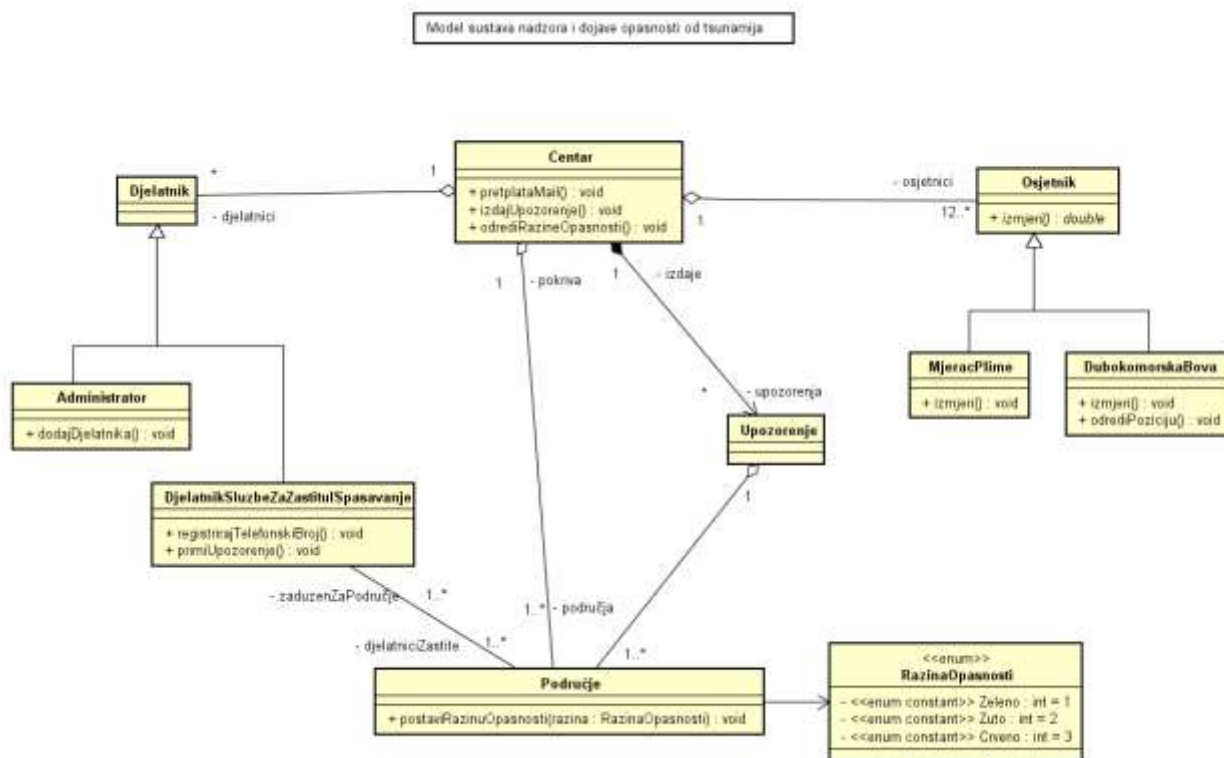 Model sustava nadzora i dojave opasnosti od tsunamija
Centar
+ pretplataMail() : void
+ izdajUpozorenje() : void
+ odrediRazineOpasnosti() : void
*
1
Djelatnik
- djelatnici
- osjetnici
1
12..*
Osjetnik
+ izmjeri() : double
1
- pokriva
1
- izdaje
Administrator
+ dodajDjelatnika() : void
MjeracPlime
+ izmjeri() : void
DubokomorskaBova
+ izmjeri() : void
+ odrediPoziciju() : void
*
- upozorenja
Upozorenje
1
DjelatnikSluzbeZaZastituISpasavanje
+ registrirajTelefonskiBroj() : void
+ primiUpozorenje() : void
- zaduzenZaPodručje
1..*
1..*
- područja
- djelatniciZastite
1..*
1..*
Područje
+ postaviRazinuOpasnosti(razina : RazinaOpasnosti) : void
<<enum>>
RazinaOpasnosti
- <<enum constant>> Zeleno : int = 1
- <<enum constant>> Zuto : int = 2
- <<enum constant>> Crveno : int = 3